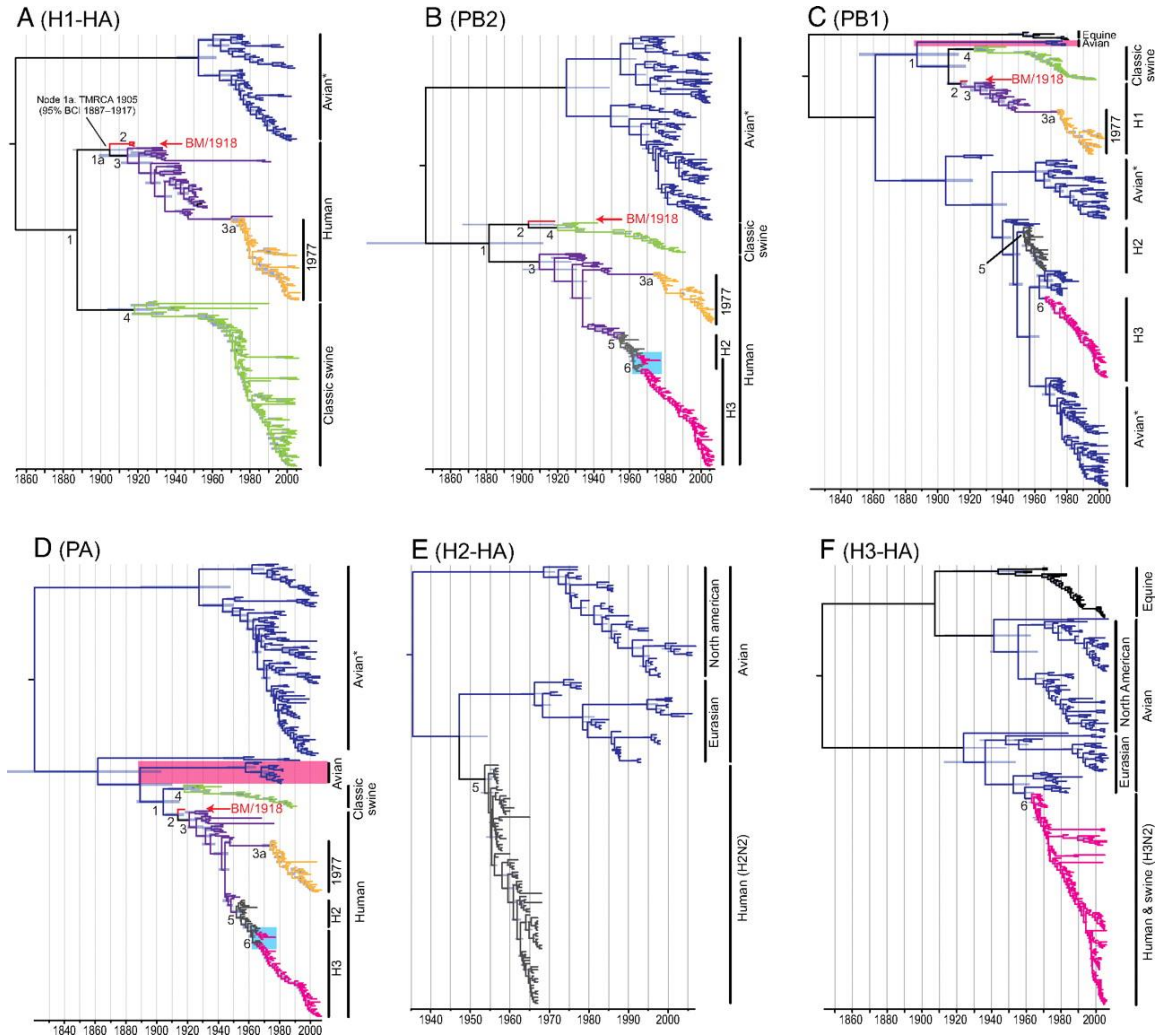 A (H1-HA)
Node 1a. TMRCA 1905
(95% BCI 1887–1917)
2
BM/1918
1a
3
3a
1
4
Avian*
Human
1977
Classic swine
1860 1880 1900 1920 1940 1960 1980 2000
B (PB2)
BM/1918
2
4
1
3
3a
5
6
Avian*
Classic
swine
1977
H2
H3
Human
1860 1880 1900 1920 1940 1960 1980 2000
C (PB1)
Equine
Avian
4
1
BM/1918
2
3
3a
5
6
Classic
swine
H1
1977
Avian*
H2
H3
Avian*
1840 1860 1880 1900 1920 1940 1960 1980 2000
D (PA)
Avian*
Avian
4
BM/1918
2
3
3a
5
6
Classic
swine
1977
H2
H3
Human
1840 1860 1880 1900 1920 1940 1960 1980 2000
E (H2-HA)
North american
Eurasian
Avian
5
Human (H2N2)
1940 1950 1960 1970 1980 1990 2000
F (H3-HA)
Equine
North American
Eurasian
Avian
6
Human & swine (H3N2)
1840 1860 1880 1900 1920 1940 1960 1980 2000